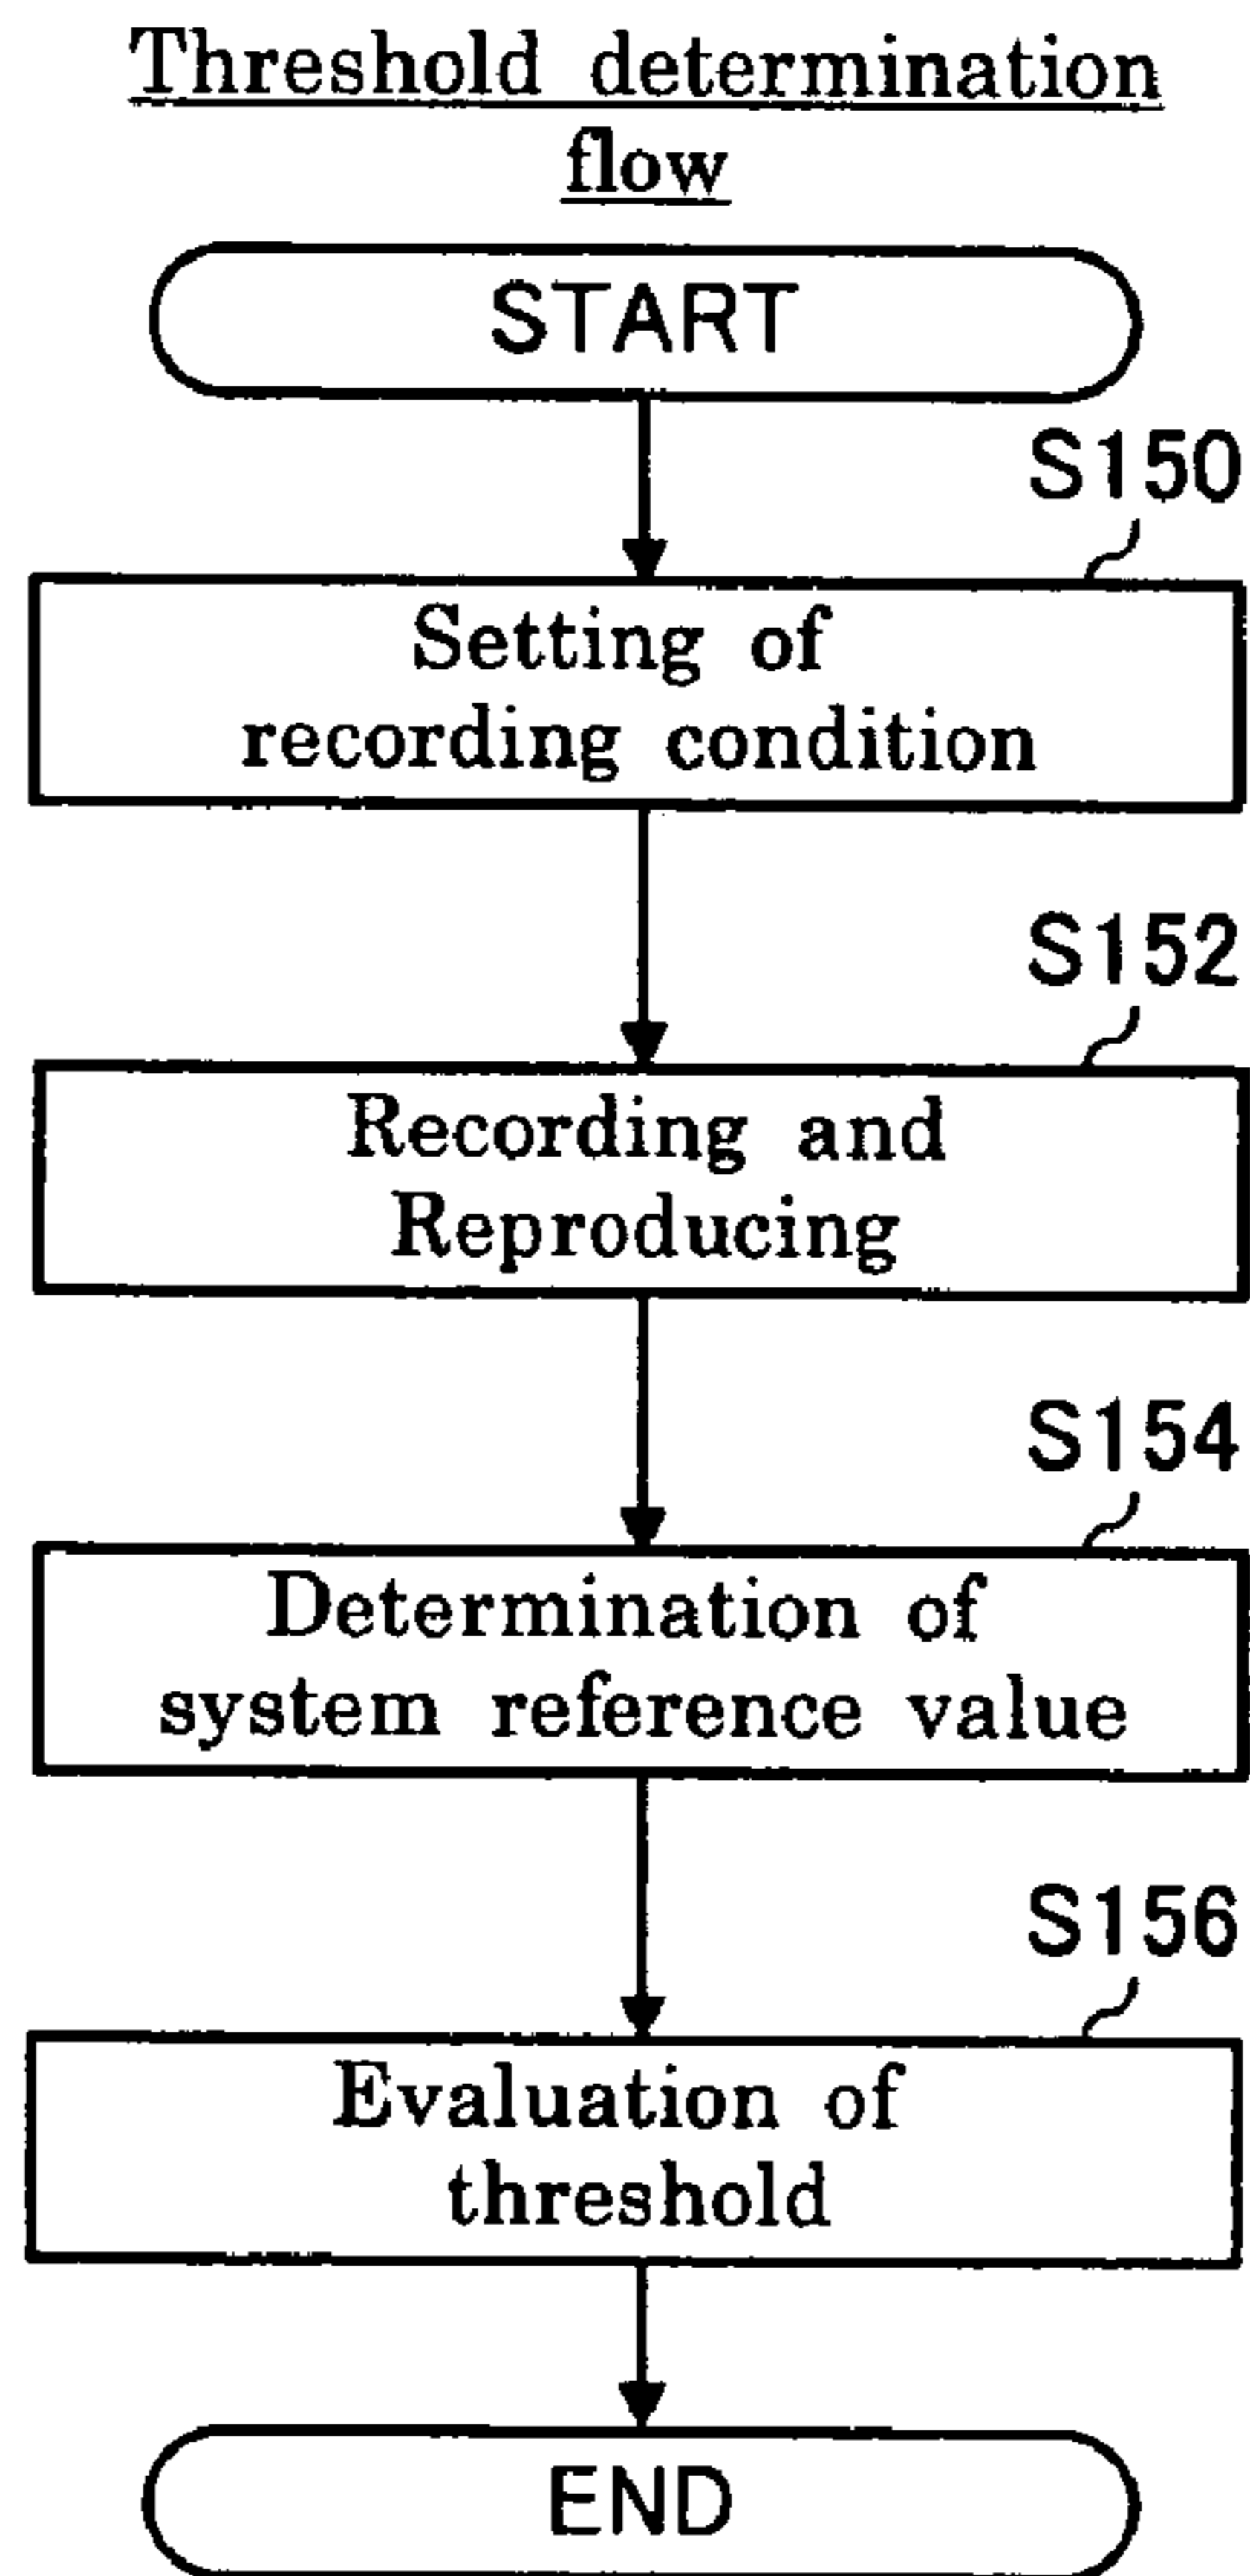 Threshold determination
flow
START
S150
Setting of
recording condition
S152
Recording and
Reproducing
S154
Determination of
system reference value
S156
Evaluation of
threshold
END